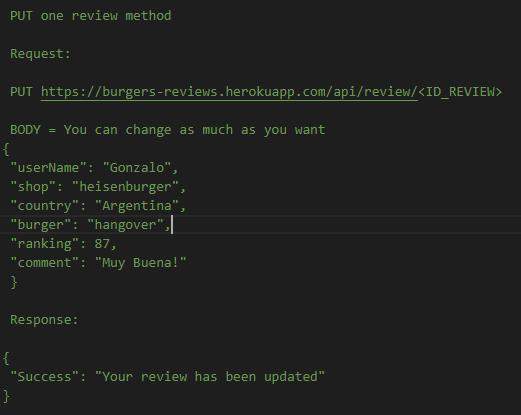 PUT one review method
Request:
PUT https://burgers-reviews.herokuapp.com/api/review/<ID_REVIEW>
BODY = You can change as much as you want
{
"userName": "Gonzalo",
"shop": "heisenburger",
"country": "Argentina",
"burger": "hangover",
"ranking": 87,
"comment": "Muy Buena!"
}
Response:
{
"Success": "Your review has been updated"
}